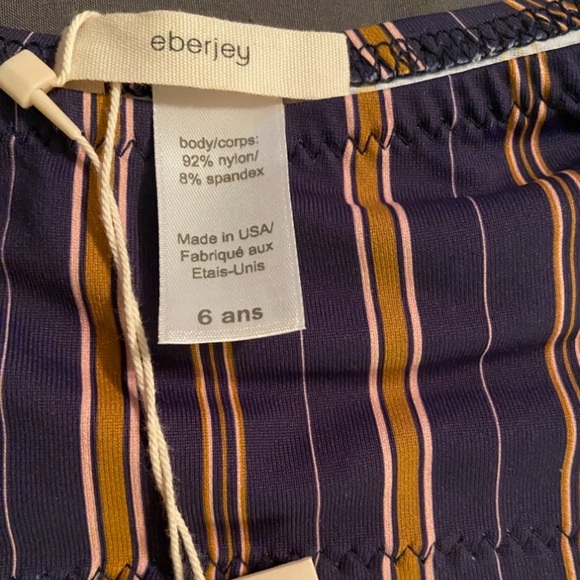 eberjey
body/corps:
92% nylon/
8% spandex
Made in USA/
Fabriqué aux
Etais-Unis
6 ans